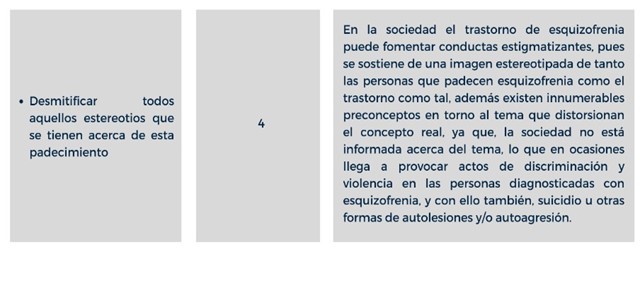 • Desmitificar todos
aquellos estereotios que
se tienen acerca de esta
padecimiento
4
En la sociedad el trastorno de esquizofrenia
puede fomentar conductas estigmatizantes, pues
se sostiene de una imagen estereotipada de tanto
las personas que padecen esquizofrenia como el
trastorno como tal, además existen innumerables
preconceptos en torno al tema que distorsionan
el concepto real, ya que, la sociedad no está
informada acerca del tema, lo que en ocasiones
llega a provocar actos de discriminación y
violencia en las personas diagnosticadas con
esquizofrenia, y con ello también, suicidio u otras
formas de autolesiones y/o autoagresión.